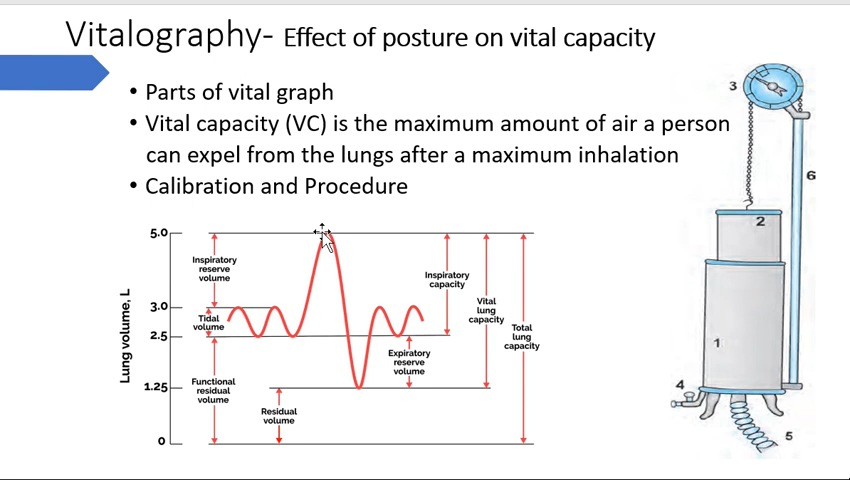 Vitalography- Effect of posture on vital capacity
• Parts of vital graph
• Vital capacity (VC) is the maximum amount of air a person
can expel from the lungs after a maximum inhalation
• Calibration and Procedure
Lung volume, L
5.0
3.0
2.5
1.25
0
Inspiratory
reserve
volume
Tidal
volume
Functional
residual
volume
Residual
volume
Expiratory
reserve
volume
Inspiratory
capacity
Vital
lung
capacity
Total
lung
capacity
3
6
2
1
4
5